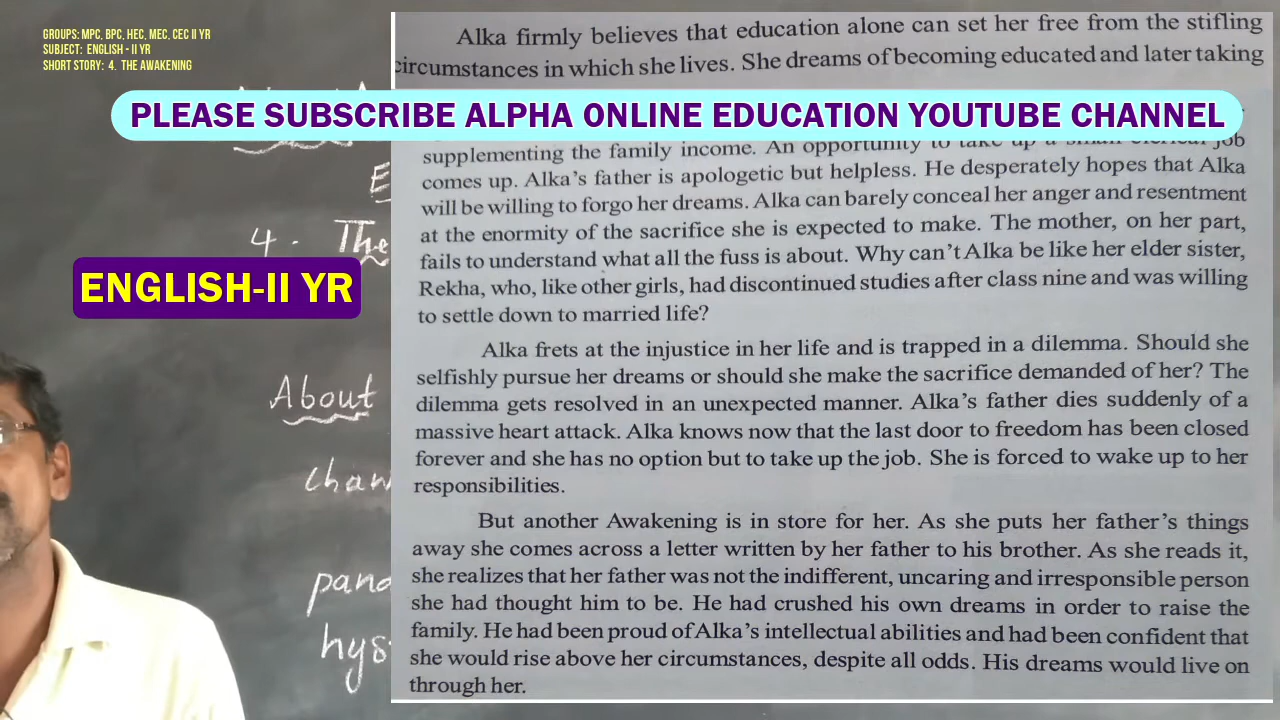 GROUPS: MPC, BPC, HEC, MEC, CEC II YR
SUBJECT: ENGLISH - II YR
SHORT STORY: 4. THE AWAKENING
Alka firmly believes that education alone can set her free from the stifling
circumstances in which she lives. She dreams of becoming educated and later taking
PLEASE SUBSCRIBE ALPHA ONLINE EDUCATION YOUTUBE CHANNEL
supplementing the family income. An opportunity to take up a small clerical job
comes up. Alka's father is apologetic but helpless. He desperately hopes that Alka
will be willing to forgo her dreams. Alka can barely conceal her anger and resentment
at the enormity of the sacrifice she is expected to make. The mother, on her part,
fails to understand what all the fuss is about. Why can't Alka be like her elder sister,
Rekha, who, like other girls, had discontinued studies after class nine and was willing
to settle down to married life?
Alka frets at the injustice in her life and is trapped in a dilemma. Should she
selfishly pursue her dreams or should she make the sacrifice demanded of her? The
dilemma gets resolved in an unexpected manner. Alka's father dies suddenly of a
massive heart attack. Alka knows now that the last door to freedom has been closed
forever and she has no option but to take up the job. She is forced to wake up to her
responsibilities.
But another Awakening is in store for her. As she puts her father's things
away she comes across a letter written by her father to his brother. As she reads it,
she realizes that her father was not the indifferent, uncaring and irresponsible person
she had thought him to be. He had crushed his own dreams in order to raise the
family. He had been proud of Alka's intellectual abilities and had been confident that
she would rise above her circumstances, despite all odds. His dreams would live on
through her.
E
4. The
ENGLISH-II YR
About
chan
pand
hys